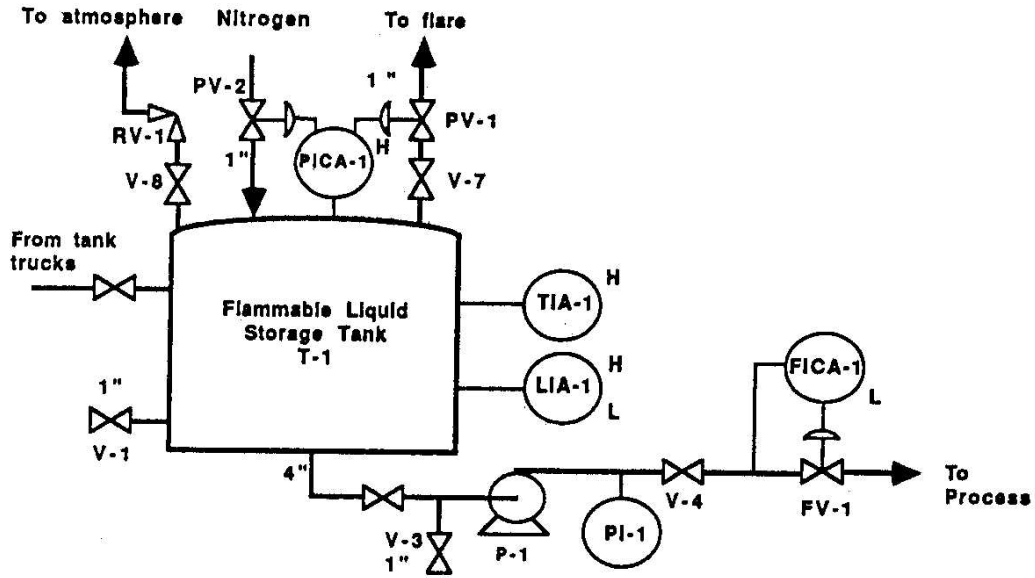 To atmosphere
Nitrogen
To flare
PV-2
1"
RV-1
PICA-1
H
PV-1
1"
V-8
V-7
From tank
trucks
Flammable Liquid
Storage Tank
T-1
TIA-1
H
LIA-1
H
L
FICA-1
L
1"
V-1
4"
V-3
1"
P-1
PI-1
V-4
FV-1
To
Process